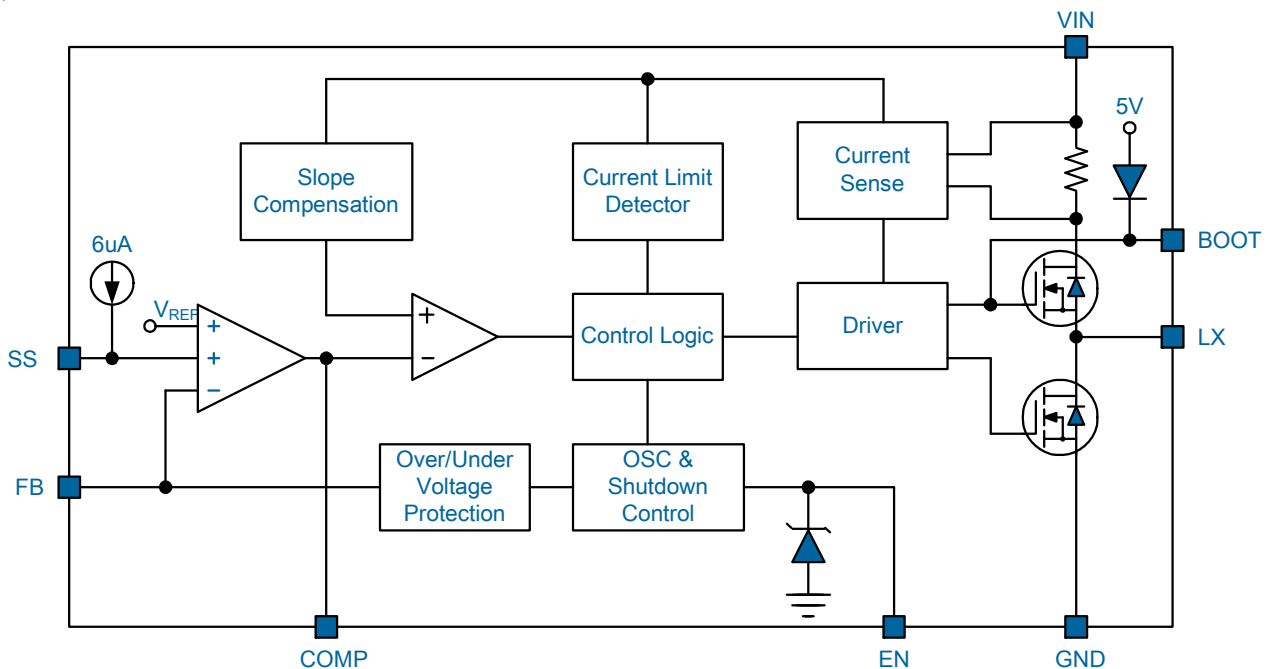 VIN
5V
Slope
Compensation
Current Limit
Detector
Current
Sense
6uA
BOOT
VREF
+
+
−
+
−
Control Logic
Driver
SS
LX
FB
Over/Under
Voltage
Protection
OSC &
Shutdown
Control
COMP
EN
GND